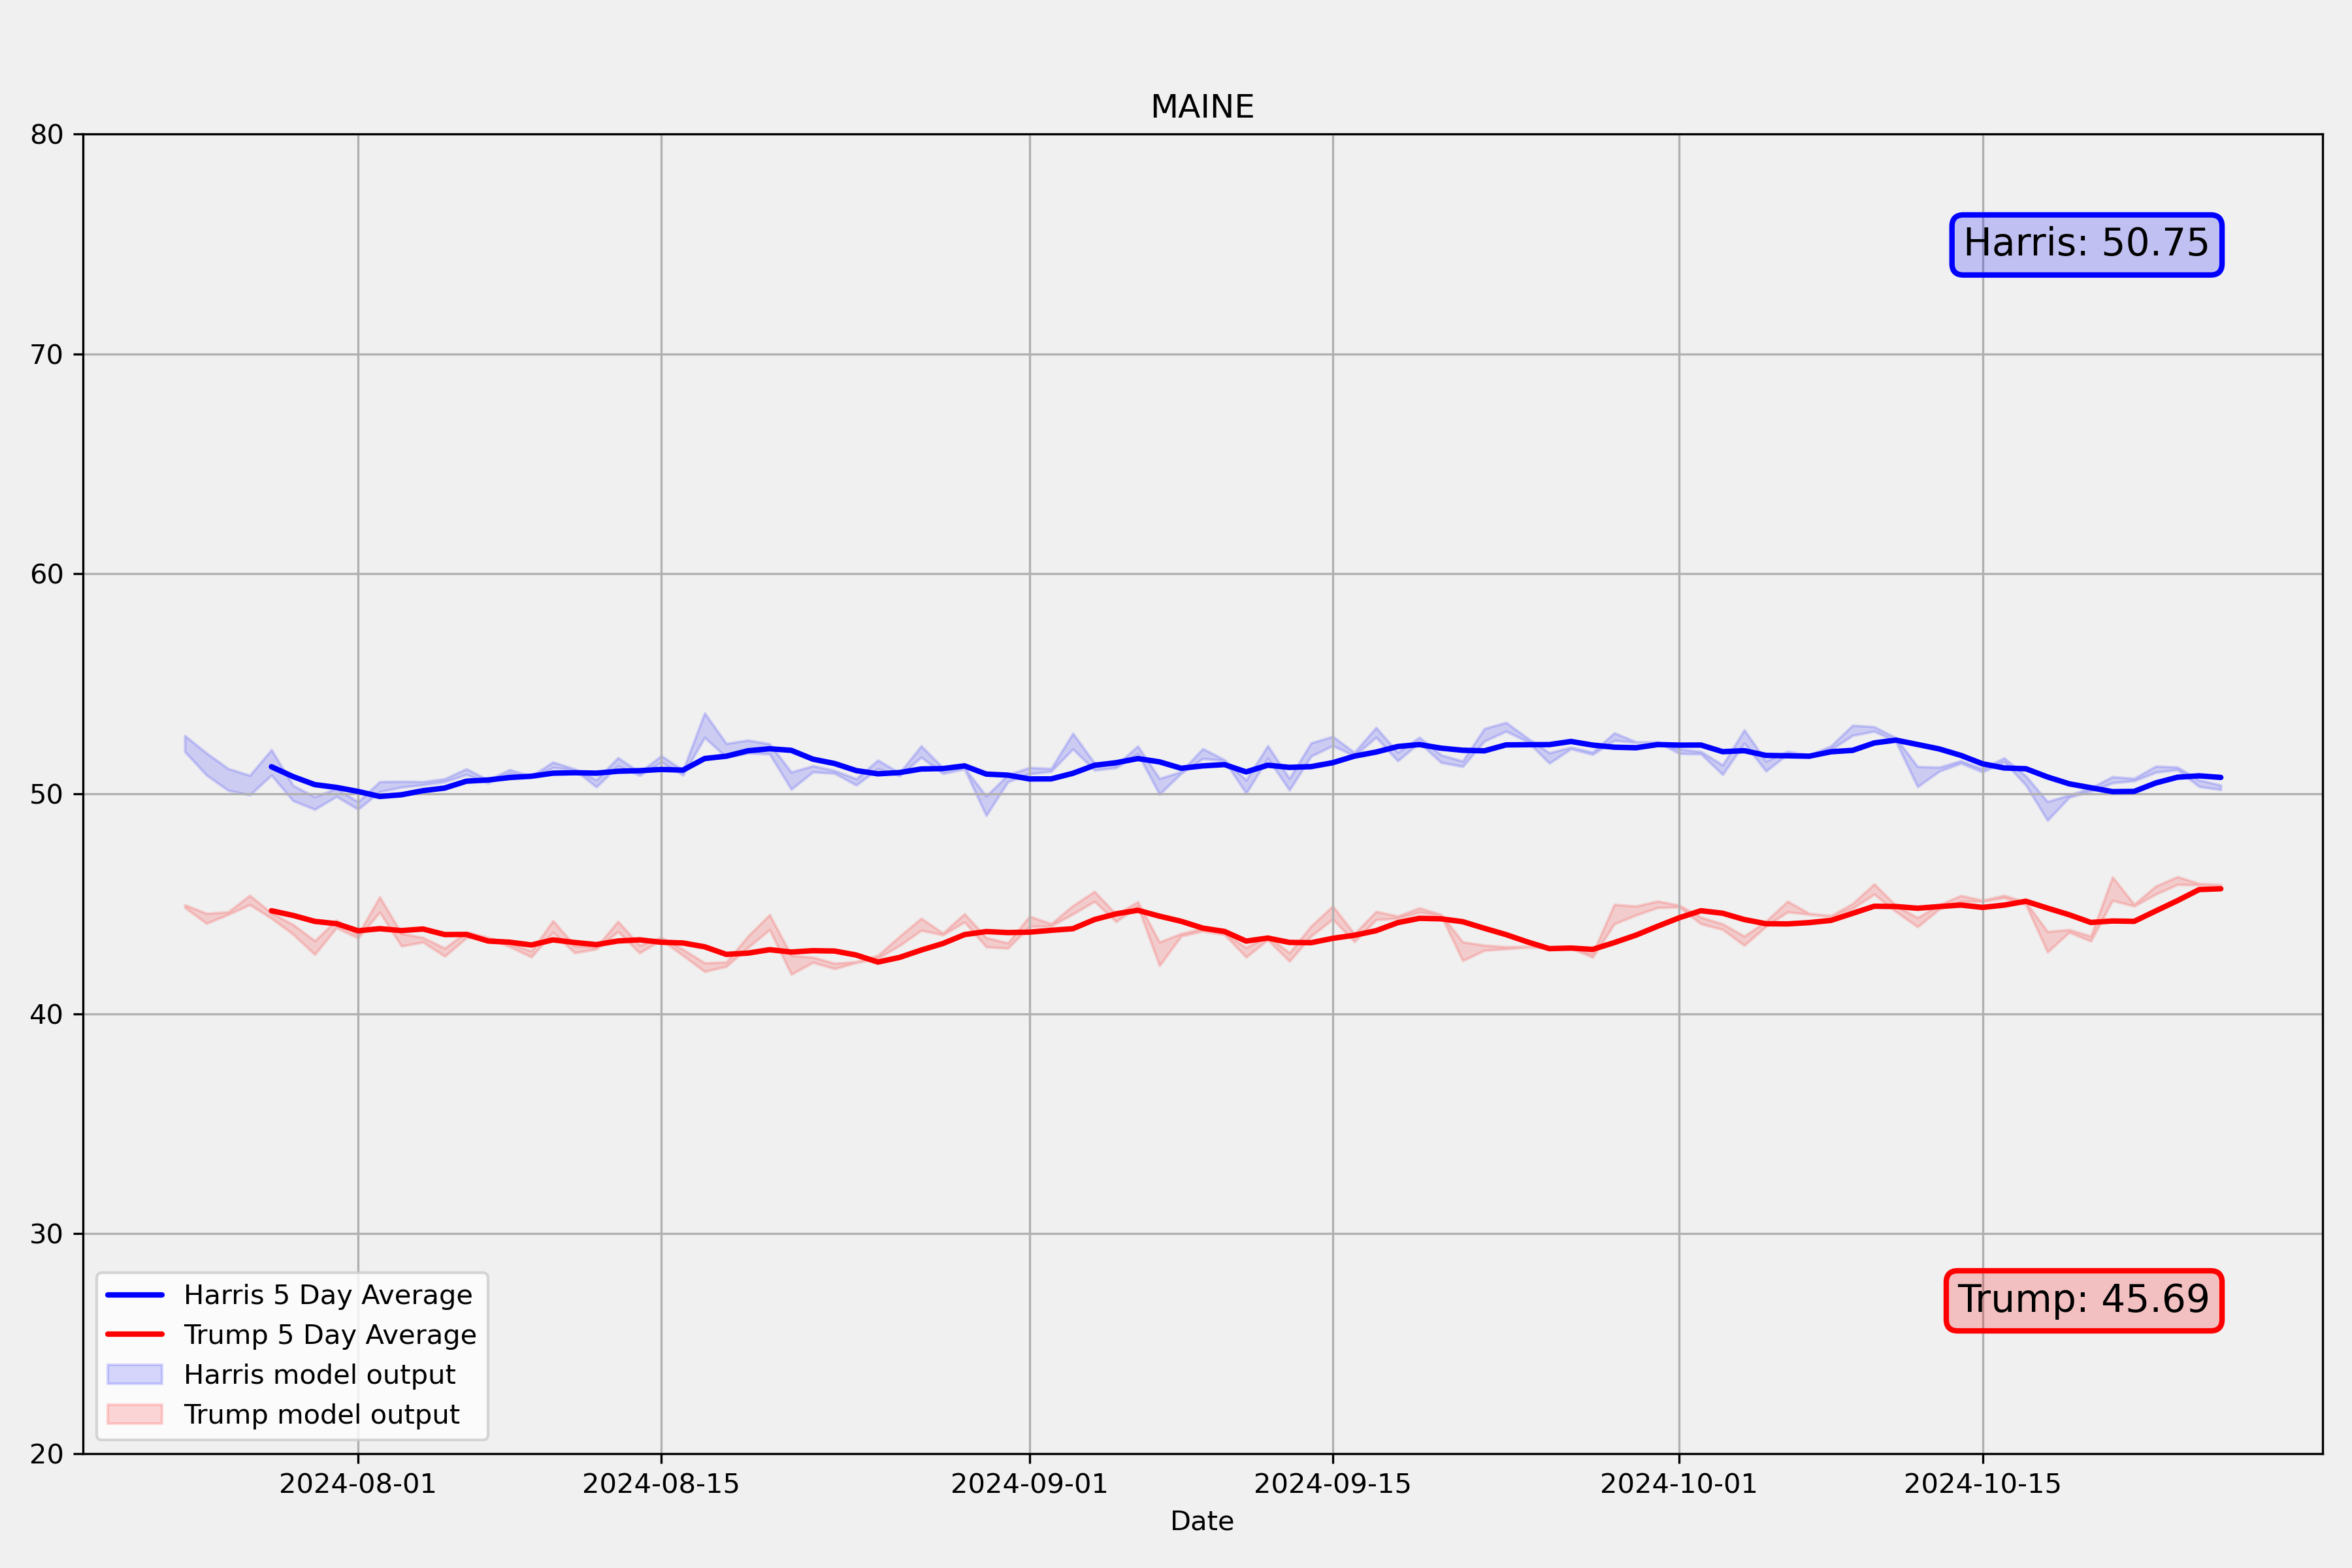 MAINE
80
70
60
50
40
30
20
Harris: 50.75
Trump: 45.69
Harris 5 Day Average
Trump 5 Day Average
Harris model output
Trump model output
2024-08-01
2024-08-15
2024-09-01
2024-09-15
2024-10-01
2024-10-15
Date